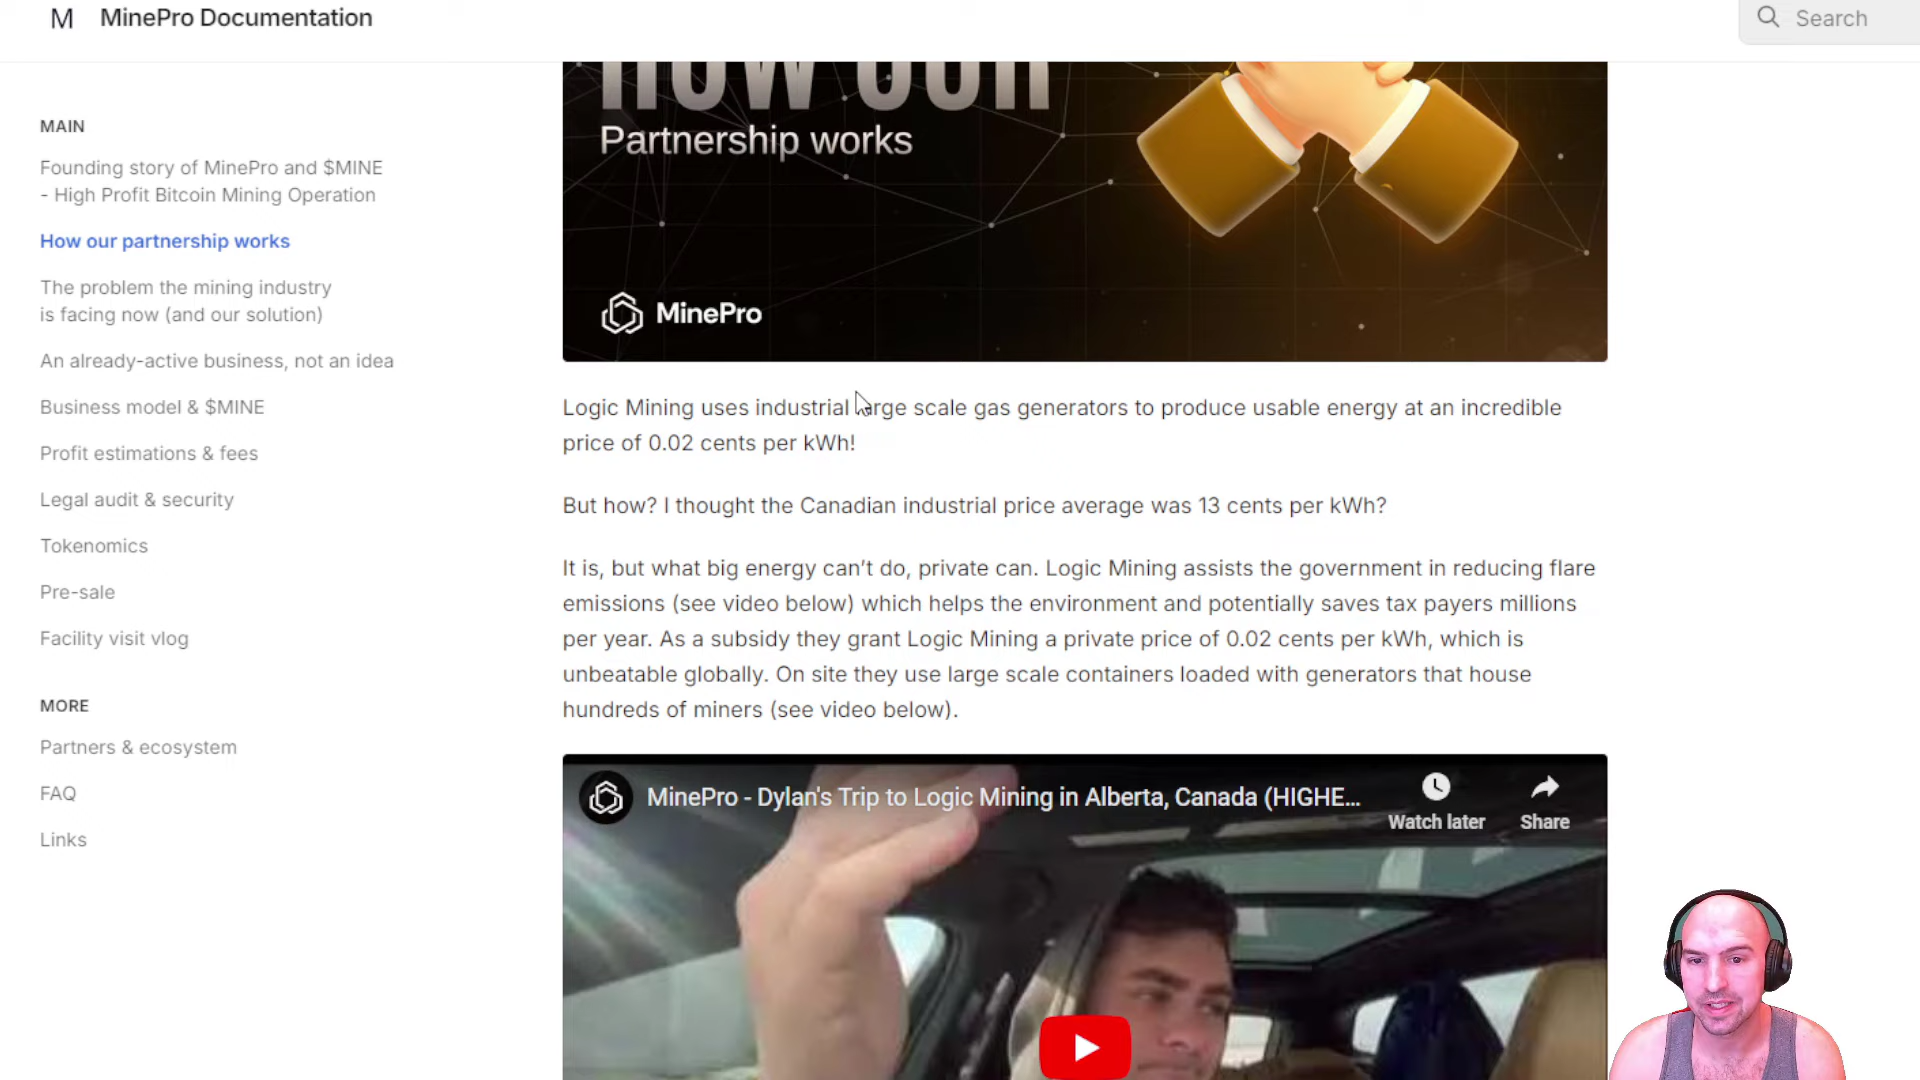 M MinePro Documentation
Search
MAIN
Founding story of MinePro and $MINE
- High Profit Bitcoin Mining Operation
How our partnership works
The problem the mining industry
is facing now (and our solution)
An already-active business, not an idea
Business model & $MINE
Profit estimations & fees
Legal audit & security
Tokenomics
Pre-sale
Facility visit vlog
MORE
Partners & ecosystem
FAQ
Links
HOW OUR
Partnership works
MinePro
Logic Mining uses industrial large scale gas generators to produce usable energy at an incredible
price of 0.02 cents per kWh!
But how? I thought the Canadian industrial price average was 13 cents per kWh?
It is, but what big energy can’t do, private can. Logic Mining assists the government in reducing flare
emissions (see video below) which helps the environment and potentially saves tax payers millions
per year. As a subsidy they grant Logic Mining a private price of 0.02 cents per kWh, which is
unbeatable globally. On site they use large scale containers loaded with generators that house
hundreds of miners (see video below).
MinePro - Dylan's Trip to Logic Mining in Alberta, Canada (HIGHE...
Watch later
Share